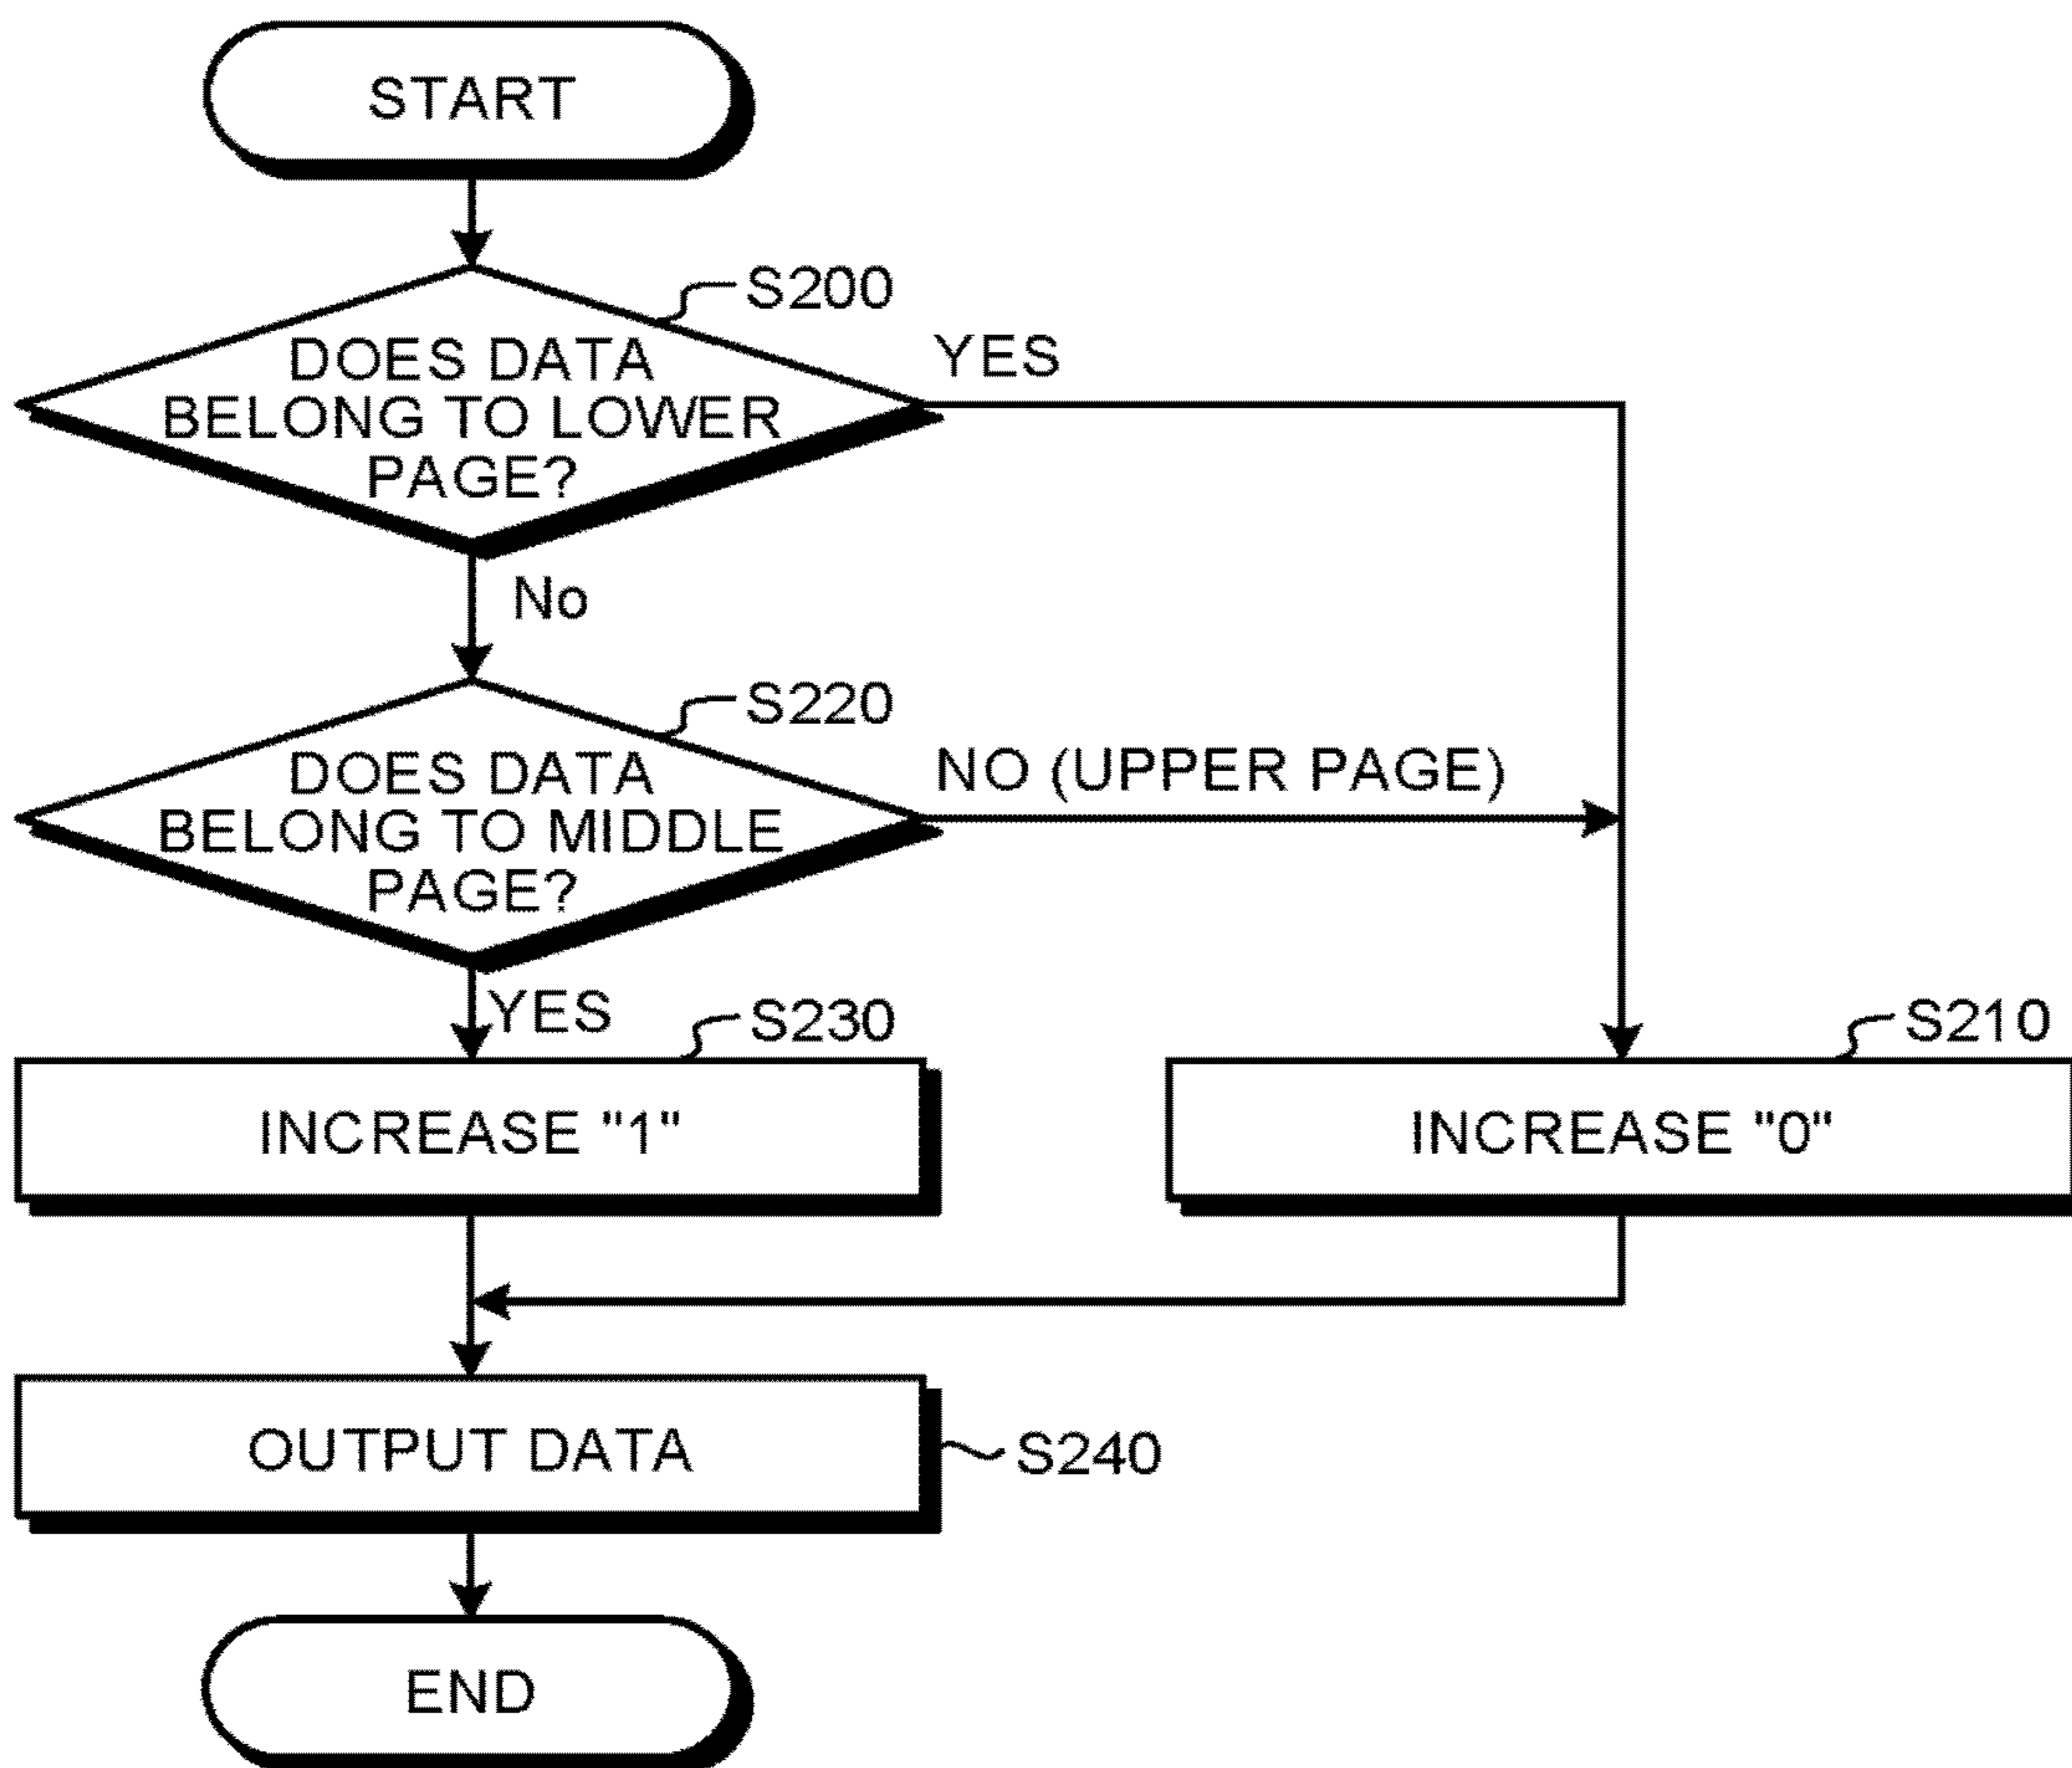 START
S200
DOES DATA
BELONG TO LOWER
PAGE?
YES
No
S220
DOES DATA
BELONG TO MIDDLE
PAGE?
NO (UPPER PAGE)
YES
S230
INCREASE "1"
S210
INCREASE "0"
OUTPUT DATA
S240
END